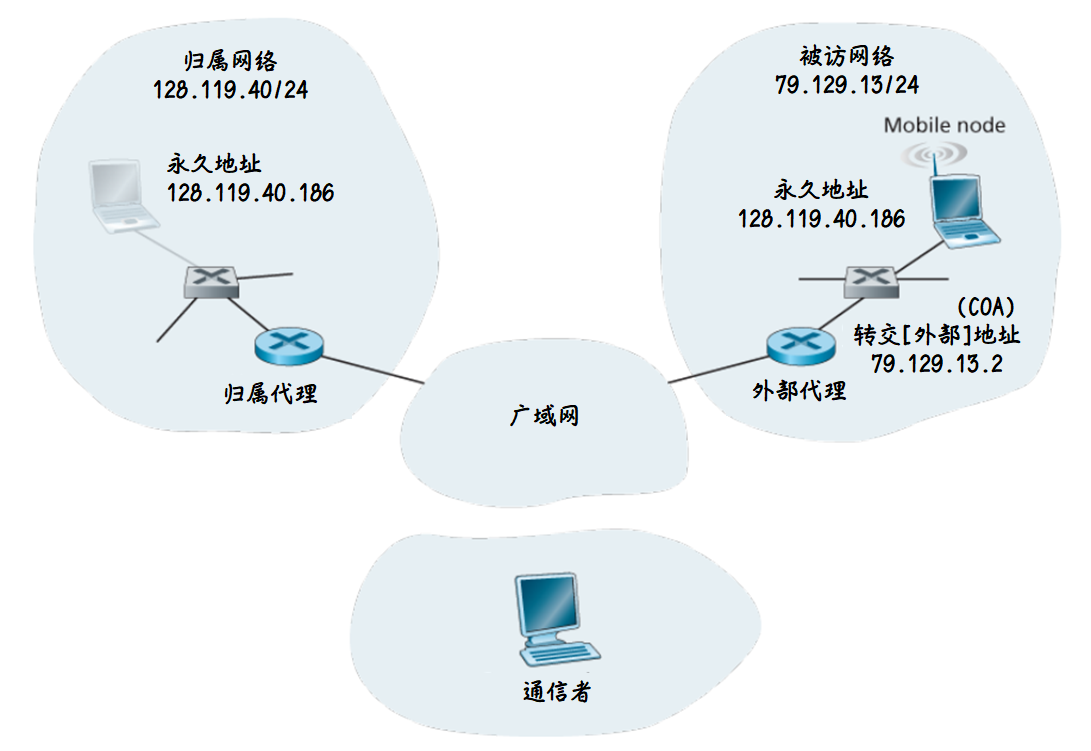 归属网络
128.119.40/24
永久地址
128.119.40.186
归属代理
被访网络
79.129.13/24
Mobile node
永久地址
128.119.40.186
(COA)
转交[外部]地址
79.129.13.2
外部代理
广域网
通信者